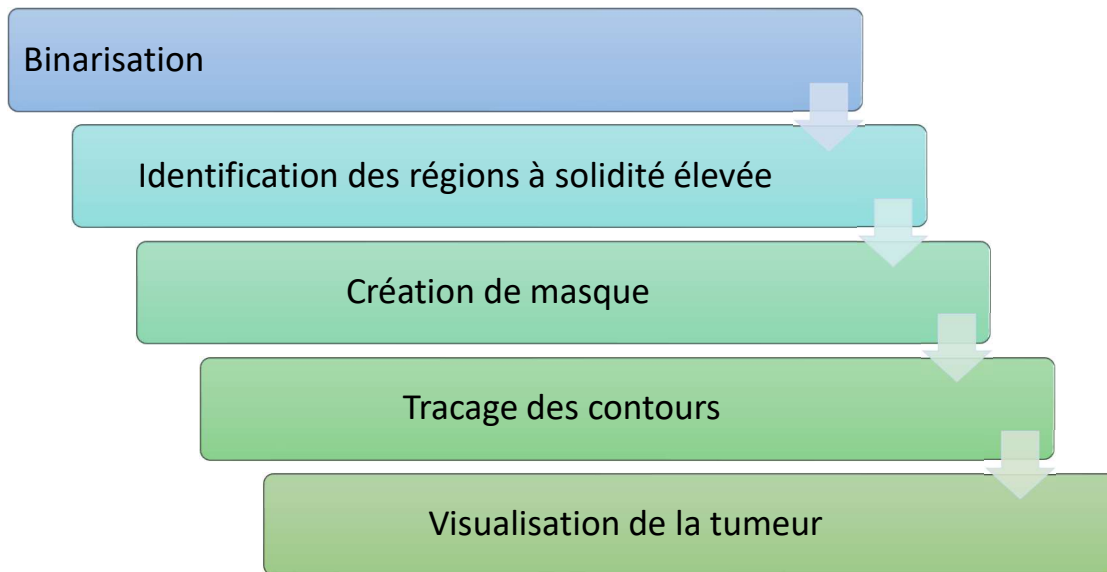 Binarisation
Identification des régions à solidité élevée
Création de masque
Tracage des contours
Visualisation de la tumeur